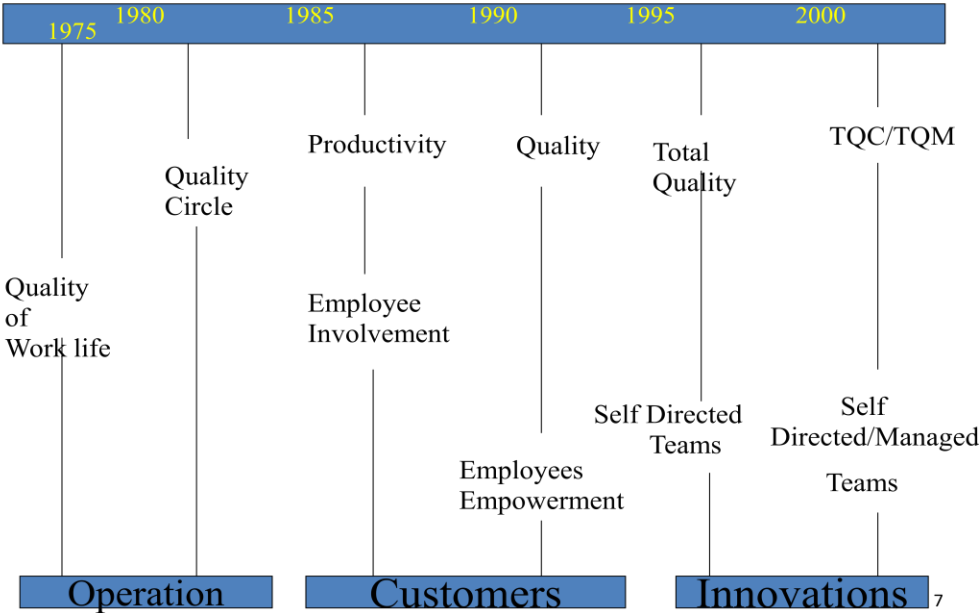 1975
1980
1985
1990
1995
2000
Quality
of
Work life
Quality
Circle
Productivity
Employee
Involvement
Quality
Employees
Empowerment
Total
Quality
Self Directed
Teams
TQC/TQM
Self
Directed/Managed
Teams
Operation
Customers
Innovations
7